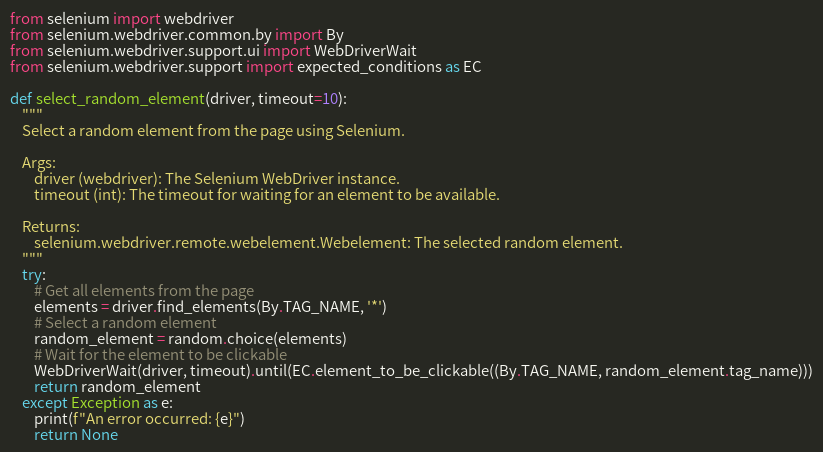 from selenium import webdriver
from selenium.webdriver.common.by import By
from selenium.webdriver.support.ui import WebDriverWait
from selenium.webdriver.support import expected_conditions as EC

def select_random_element(driver, timeout=10):
    """
    Select a random element from the page using Selenium.

    Args:
        driver (webdriver): The Selenium WebDriver instance.
        timeout (int): The timeout for waiting for an element to be available.

    Returns:
        selenium.webdriver.remote.webelement.Webelement: The selected random element.
    """
    try:
        # Get all elements from the page
        elements = driver.find_elements(By.TAG_NAME, '*')
        # Select a random element
        random_element = random.choice(elements)
        # Wait for the element to be clickable
        WebDriverWait(driver, timeout).until(EC.element_to_be_clickable((By.TAG_NAME, random_element.tag_name)))
        return random_element
    except Exception as e:
        print(f"An error occurred: {e}")
        return None